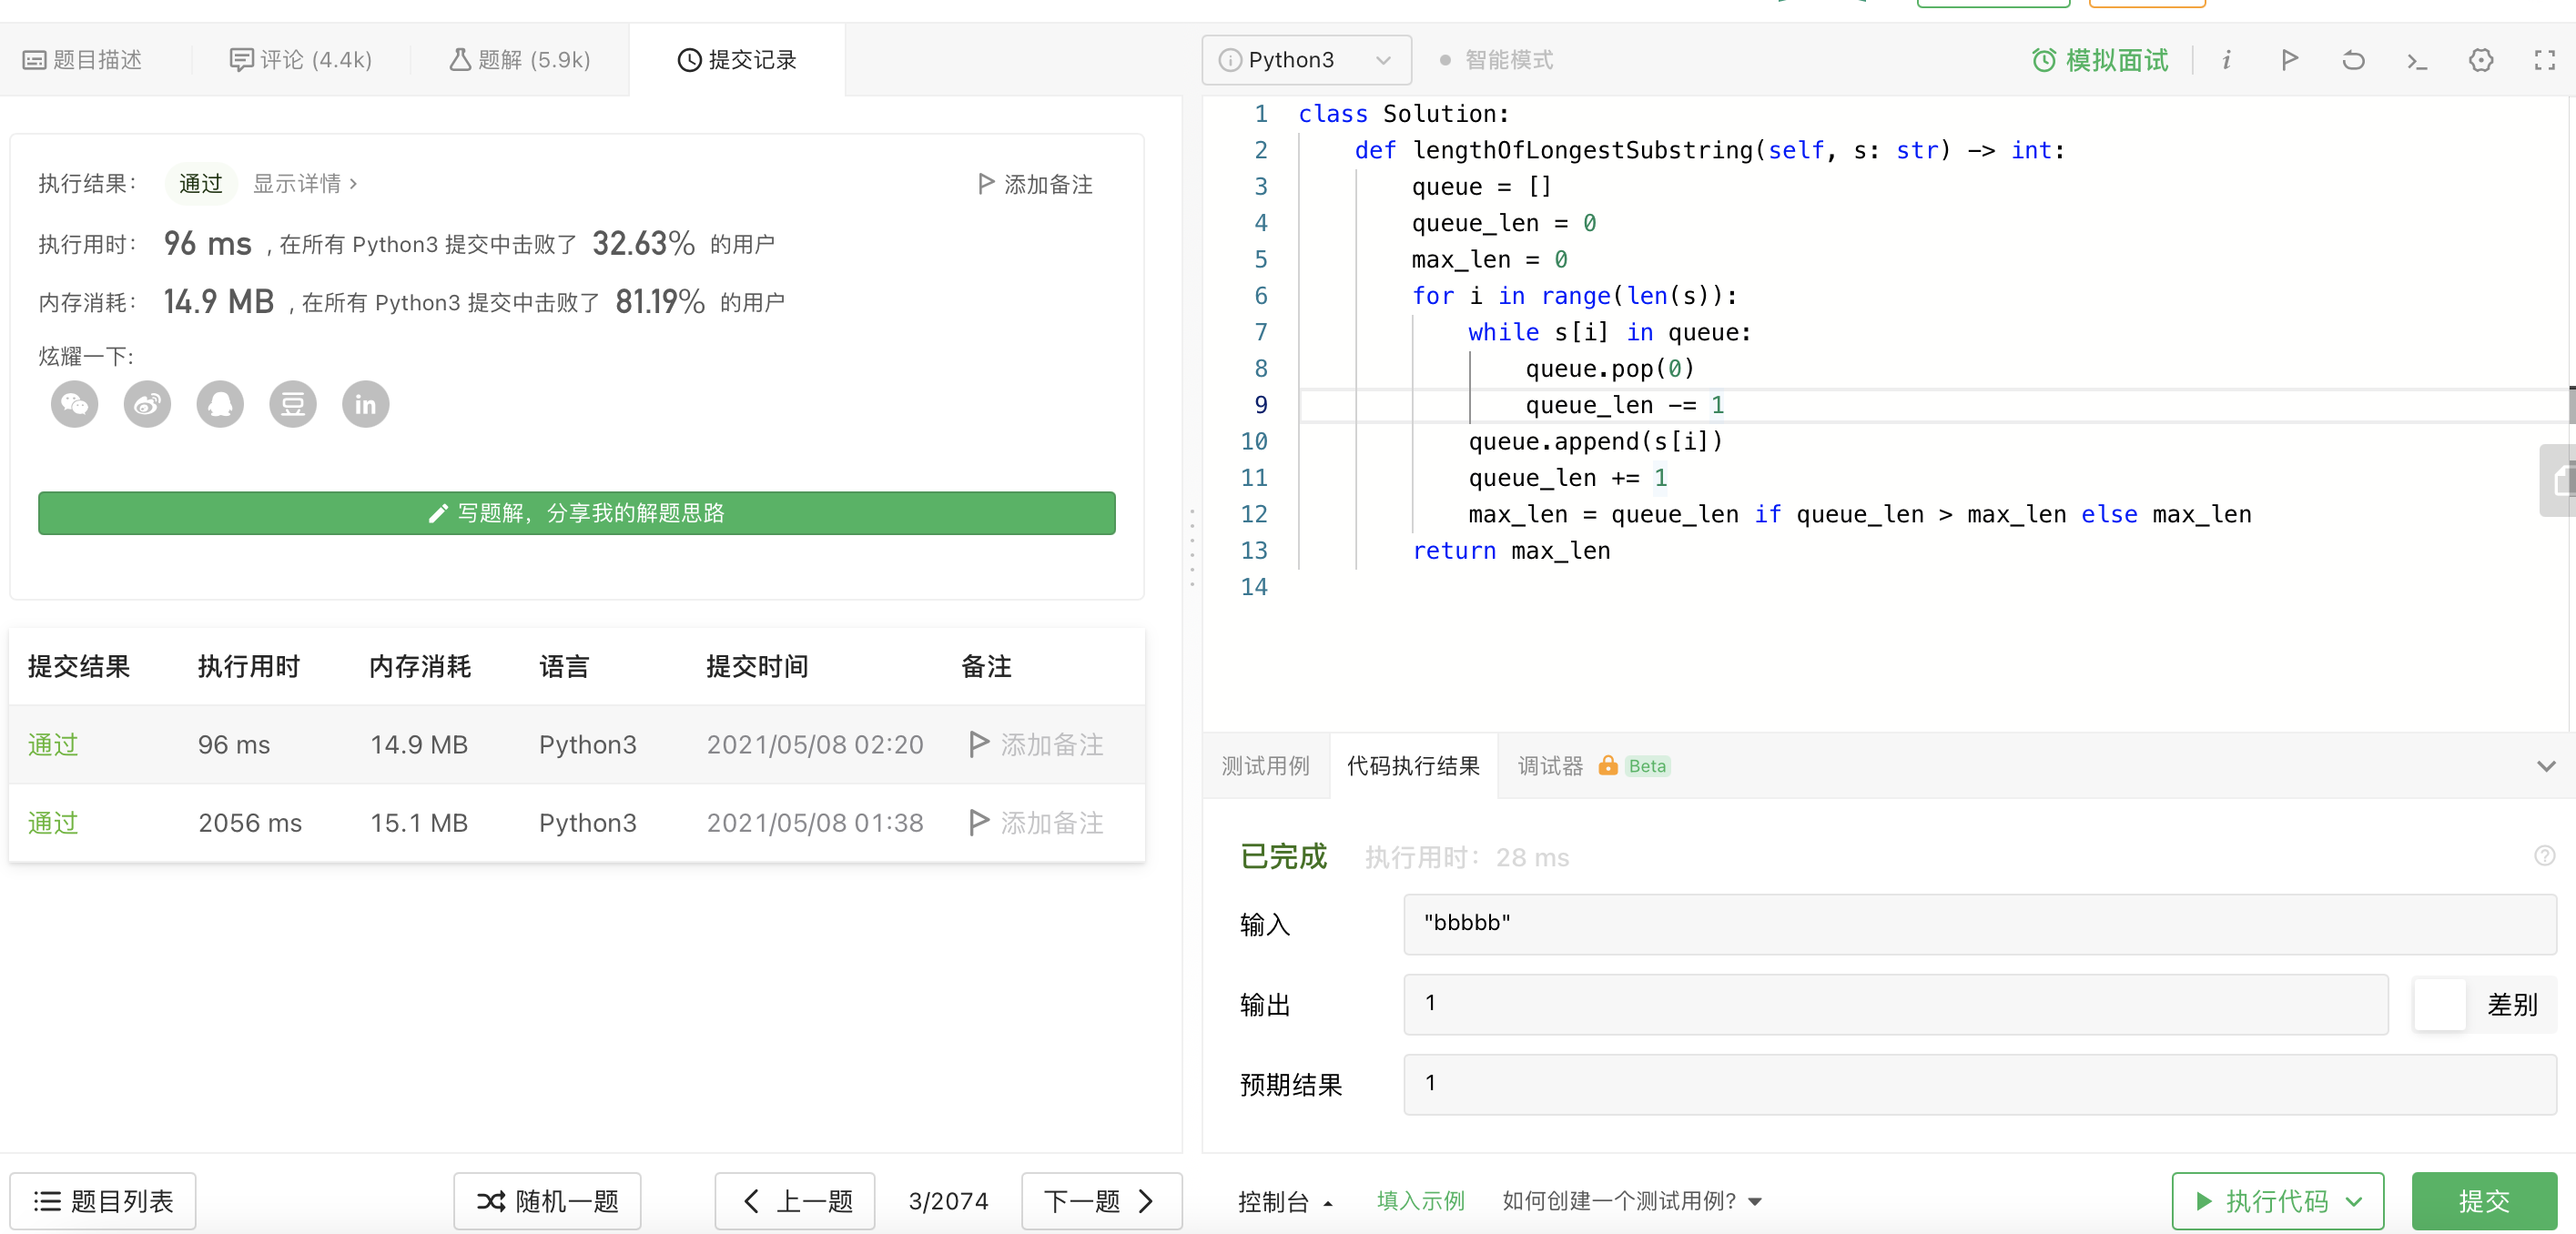 题目描述
评论 (4.4k)
题解 (5.9k)
提交记录
执行结果：
通过
显示详情 >
添加备注
执行用时： 96 ms , 在所有 Python3 提交中击败了 32.63% 的用户
内存消耗： 14.9 MB , 在所有 Python3 提交中击败了 81.19% 的用户
炫耀一下:
豆
in
写题解，分享我的解题思路
提交结果 执行用时 内存消耗 语言 提交时间 备注
通过 96 ms 14.9 MB Python3 2021/05/08 02:20 添加备注
通过 2056 ms 15.1 MB Python3 2021/05/08 01:38 添加备注
题目列表
随机一题
上一题
3/2074
下一题
Python3
智能模式
模拟面试
i
1 class Solution:
2     def lengthOfLongestSubstring(self, s: str) -> int:
3         queue = []
4         queue_len = 0
5         max_len = 0
6         for i in range(len(s)):
7             while s[i] in queue:
8                 queue.pop(0)
9                 queue_len -= 1
10             queue.append(s[i])
11             queue_len += 1
12             max_len = queue_len if queue_len > max_len else max_len
13         return max_len
14
测试用例
代码执行结果
调试器
Beta
已完成
执行用时：28 ms
输入
"bbbbb"
输出
1
差别
预期结果
1
控制台
填入示例
如何创建一个测试用例?
执行代码
提交